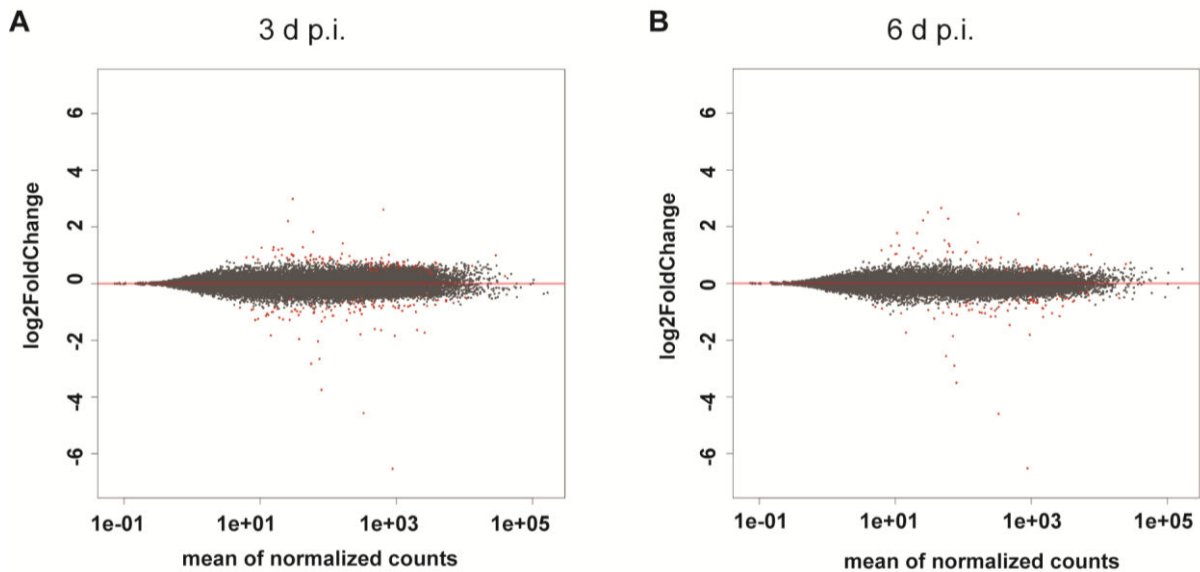 A
3 d p.i.
log2FoldChange
6
4
2
0
-2
-4
-6
1e-01
1e+01
1e+03
1e+05
mean of normalized counts
B
6 d p.i.
log2FoldChange
6
4
2
0
-2
-4
-6
1e-01
1e+01
1e+03
1e+05
mean of normalized counts